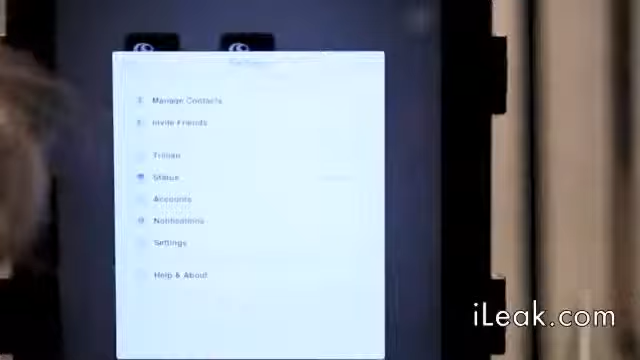 Manage Contacts
Invite Friends
Trillian
Status
Accounts
Notifications
Settings
Help & About
iLeak.com